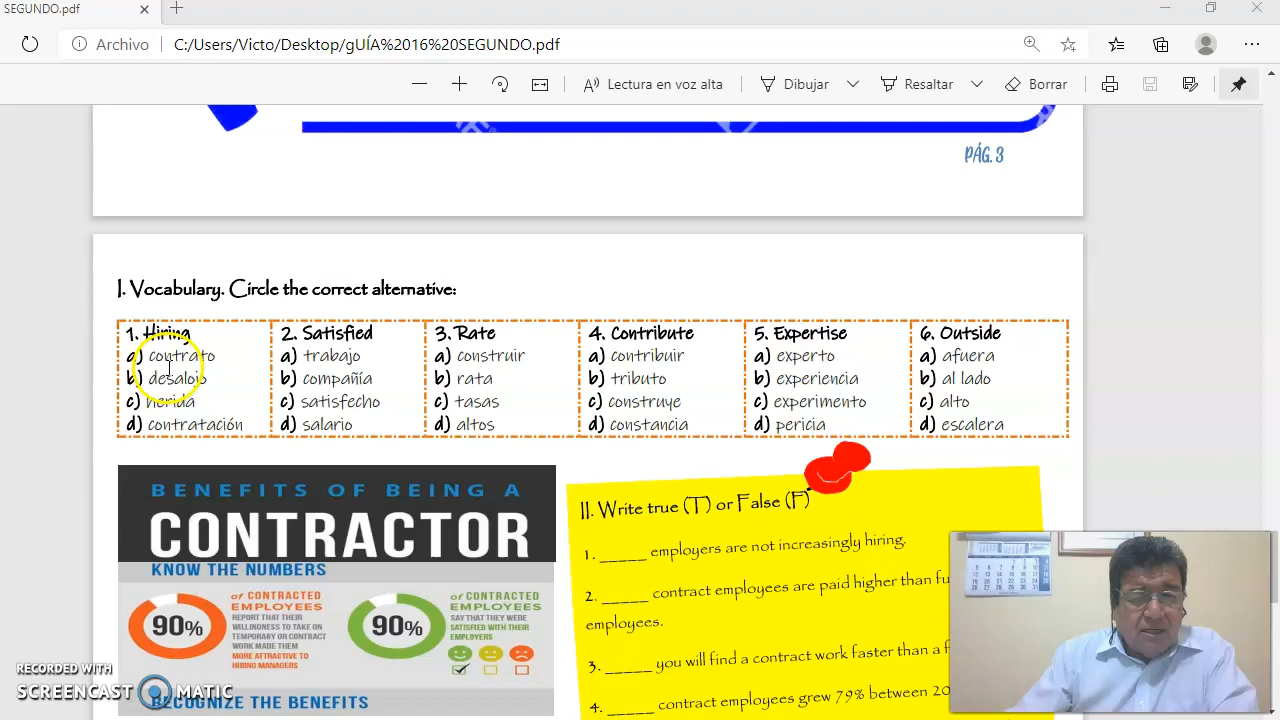 SEGUNDO.pdf
Archivo
C:/Users/Victo/Desktop/gUÍA%2016%20SEGUNDO.pdf
Lectura en voz alta
Dibujar
Resaltar
Borrar
PÁG. 3
I. Vocabulary. Circle the correct alternative:
1. Hiring
a) contrato
b) desalojo
c) herida
d) contratación
2. Satisfied
a) trabajo
b) compañía
c) satisfecho
d) salario
3. Rate
a) construir
b) rata
c) tasas
d) altos
4. Contribute
a) contribuir
b) tributo
c) construye
d) constancia
5. Expertise
a) experto
b) experiencia
c) experimento
d) pericia
6. Outside
a) afuera
b) al lado
c) alto
d) escalera
BENEFITS OF BEING A
CONTRACTOR
KNOW THE NUMBERS
90%
of CONTRACTED
EMPLOYEES
REPORT THAT THEIR
WILLINGNESS TO TAKE ON
TEMPORARY OR CONTRACT
WORK MADE THEM
MORE ATTRACTIVE TO
HIRING MANAGERS
90%
of CONTRACTED
EMPLOYEES
SAY THAT THEY WERE
SATISFIED WITH THEIR
EMPLOYERS
RECOGNIZE THE BENEFITS
II. Write true (T) or False (F)
1. _____ employers are not increasingly hiring.
2. _____ contract employees are paid higher than fu
employees.
3. _____ you will find a contract work faster than a f
4. _____ contract employees grew 79% between 20
RECORDED WITH
SCREENCAST MATIC